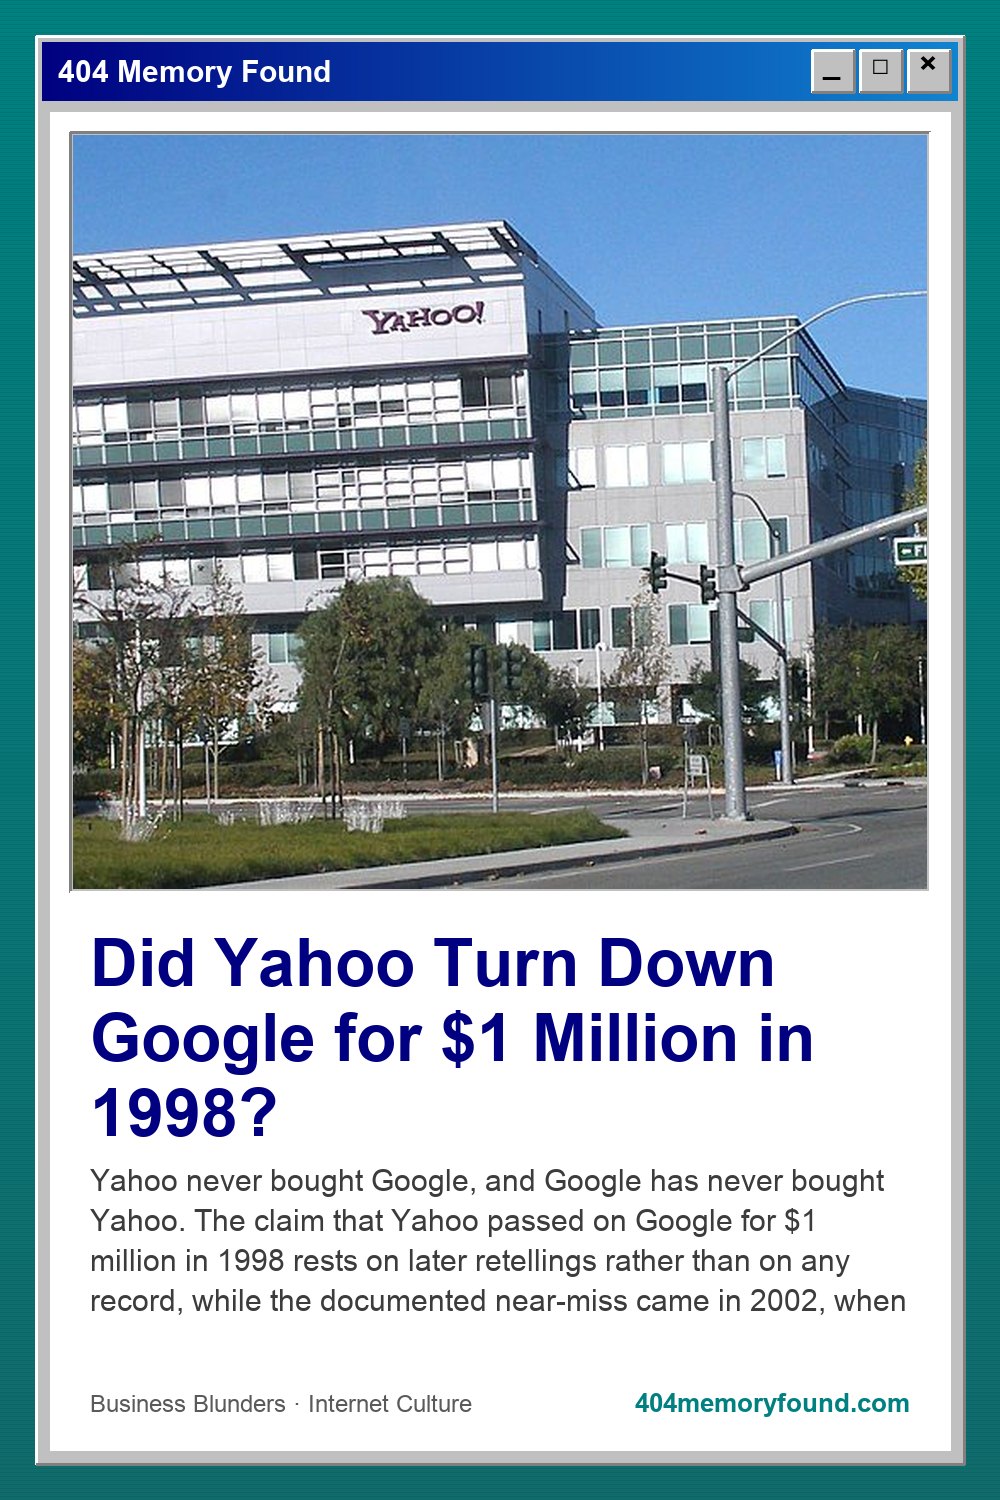 404 Memory Found
YAHOO!
Did Yahoo Turn Down
Google for $1 Million in
1998?
Yahoo never bought Google, and Google has never bought
Yahoo. The claim that Yahoo passed on Google for $1
million in 1998 rests on later retellings rather than on any
record, while the documented near-miss came in 2002, when
Business Blunders · Internet Culture
404memoryfound.com